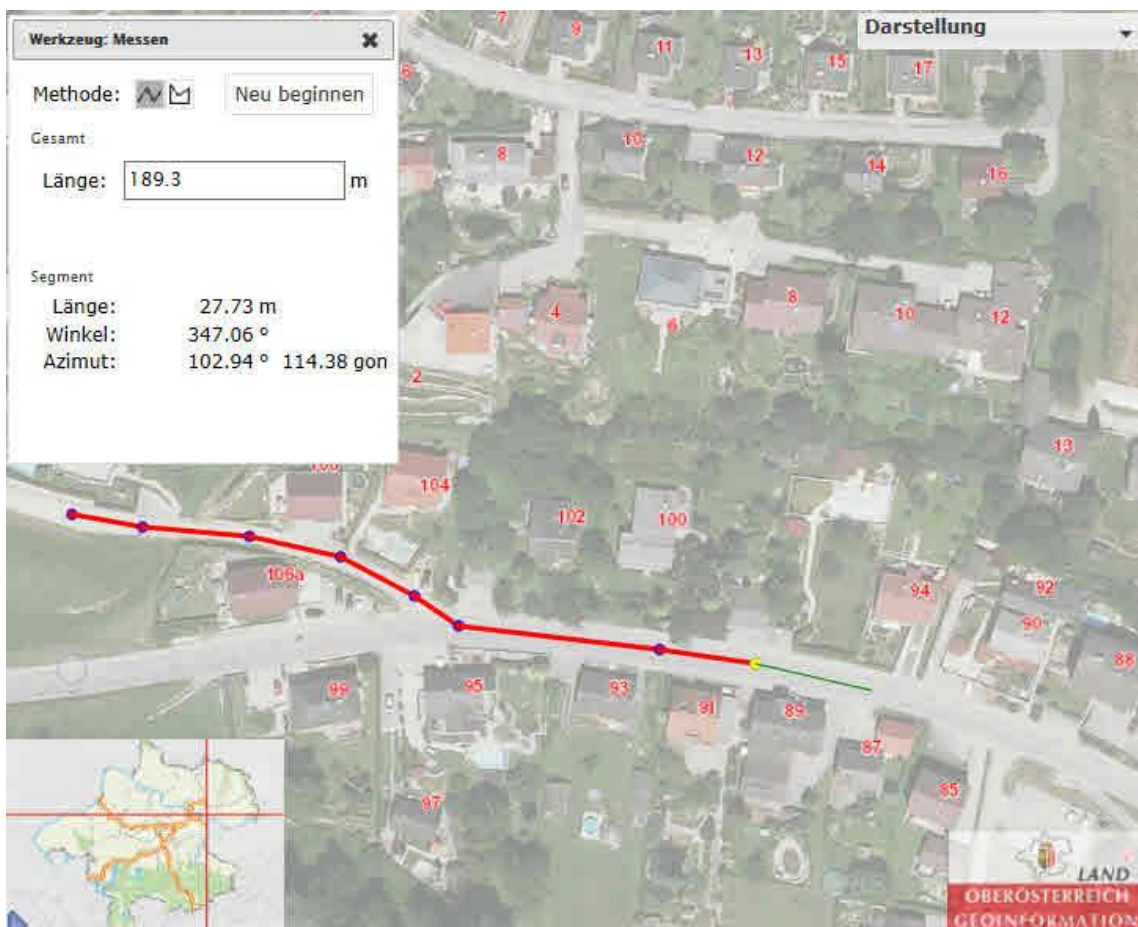 Werkzeug: Messen
Darstellung
Methode:
Neu beginnen
Gesamt
Länge: 189.3 m
Segment
Länge: 27.73 m
Winkel: 347.06 º
Azimut: 102.94 º 114.38 gon
7
9
11
13
15
17
6
8
10
12
14
16
4
6
8
10
12
2
13
104
102
100
106a
94
92
90
88
99
95
93
91
89
87
85
97
LAND
OBERÖSTERREICH
GEOINFORMATION